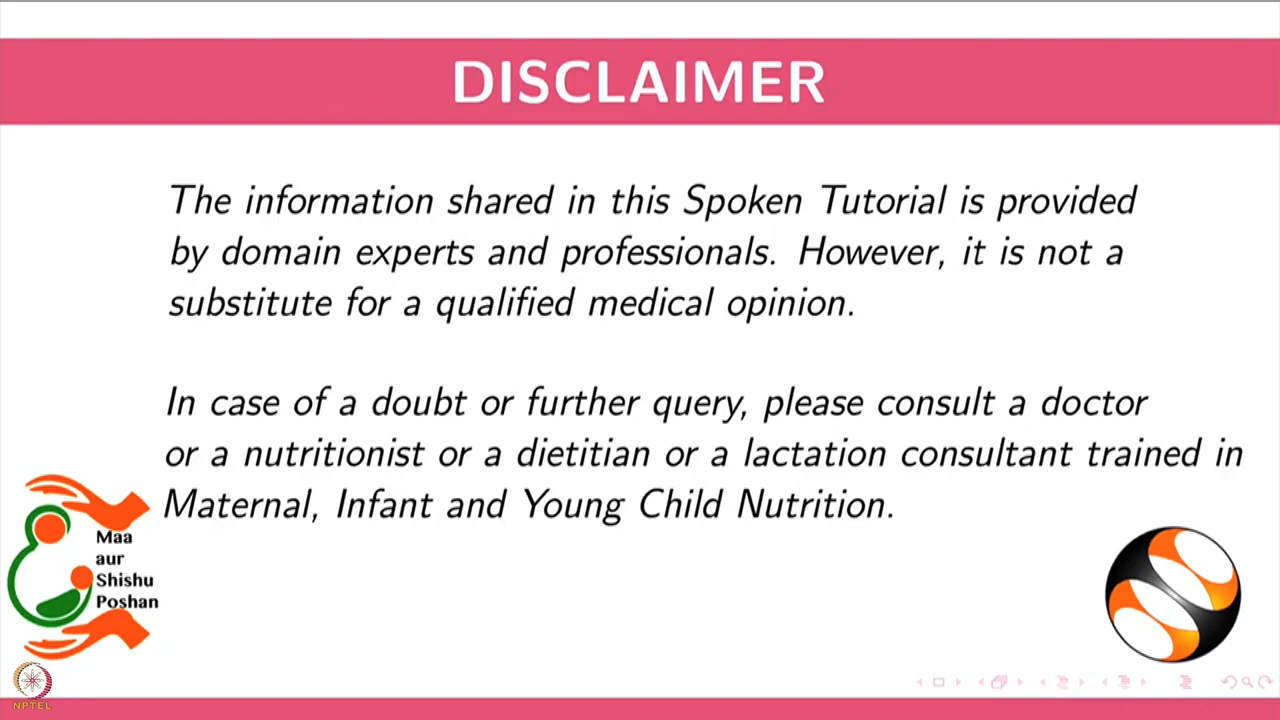 DISCLAIMER
The information shared in this Spoken Tutorial is provided
by domain experts and professionals. However, it is not a
substitute for a qualified medical opinion.
In case of a doubt or further query, please consult a doctor
or a nutritionist or a dietitian or a lactation consultant trained in
Maternal, Infant and Young Child Nutrition.
Maa
aur
Shishu
Poshan
NPTEL